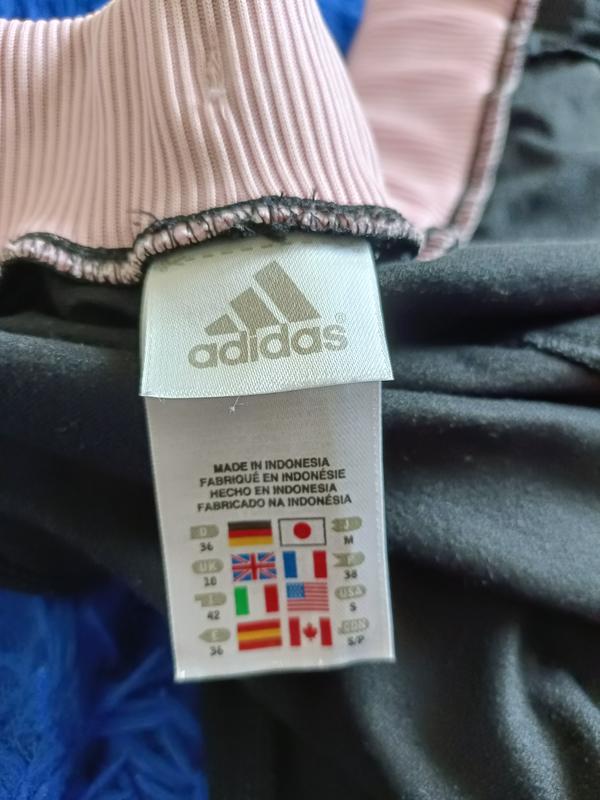 adidas®
MADE IN INDONESIA
FABRIQUÉ EN INDONÉSIE
HECHO EN INDONESIA
FABRICADO NA INDONÉSIA
D J
36 M
UK F
10 38
I USA
42 S
E CDN
36 S/P